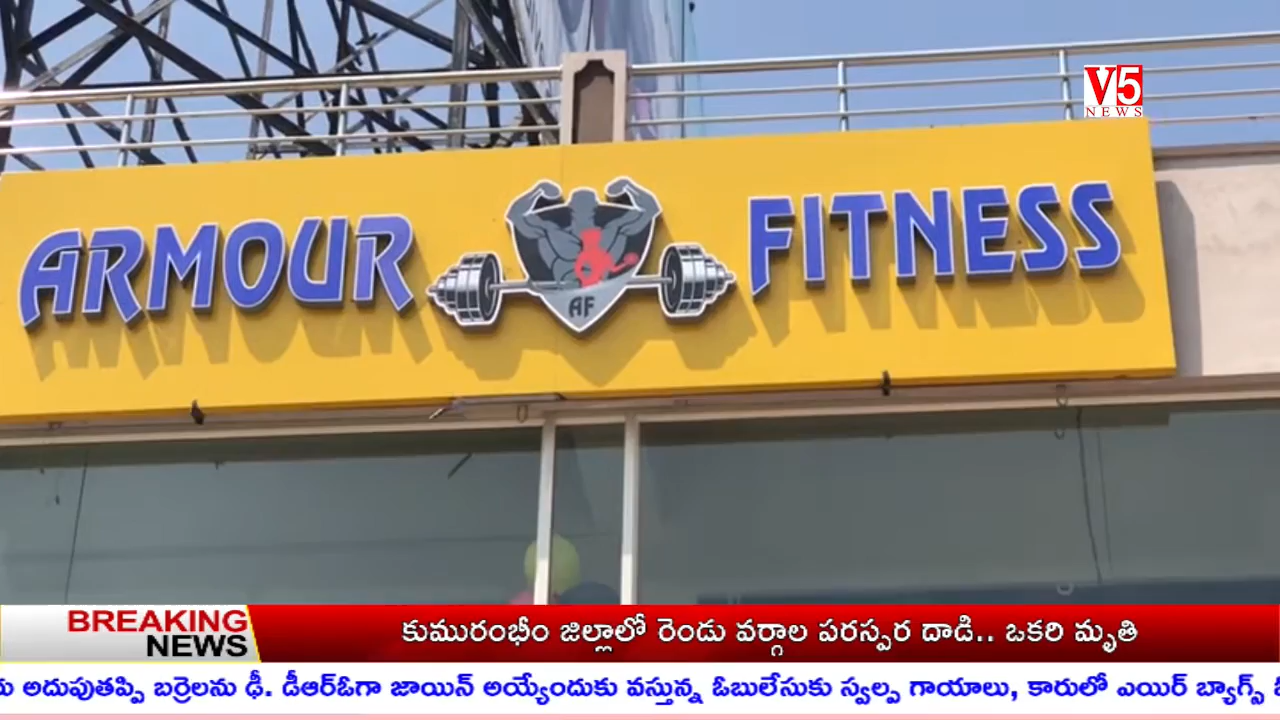 V5
NEWS
ARMOUR FITNESS
AF
BREAKING NEWS
కుమురంభీం జిల్లాలో రెండు వర్గాల పరస్పర దాడి.. ఒకరి మృతి
అదుపుతప్పి బర్రెలను ఢీ. డీఆర్ఓగా జాయిన్ అయ్యేందుకు వస్తున్న ఓబులేసుకు స్వల్ప గాయాలు, కారులో ఎయిర్ బ్యాగ్స్